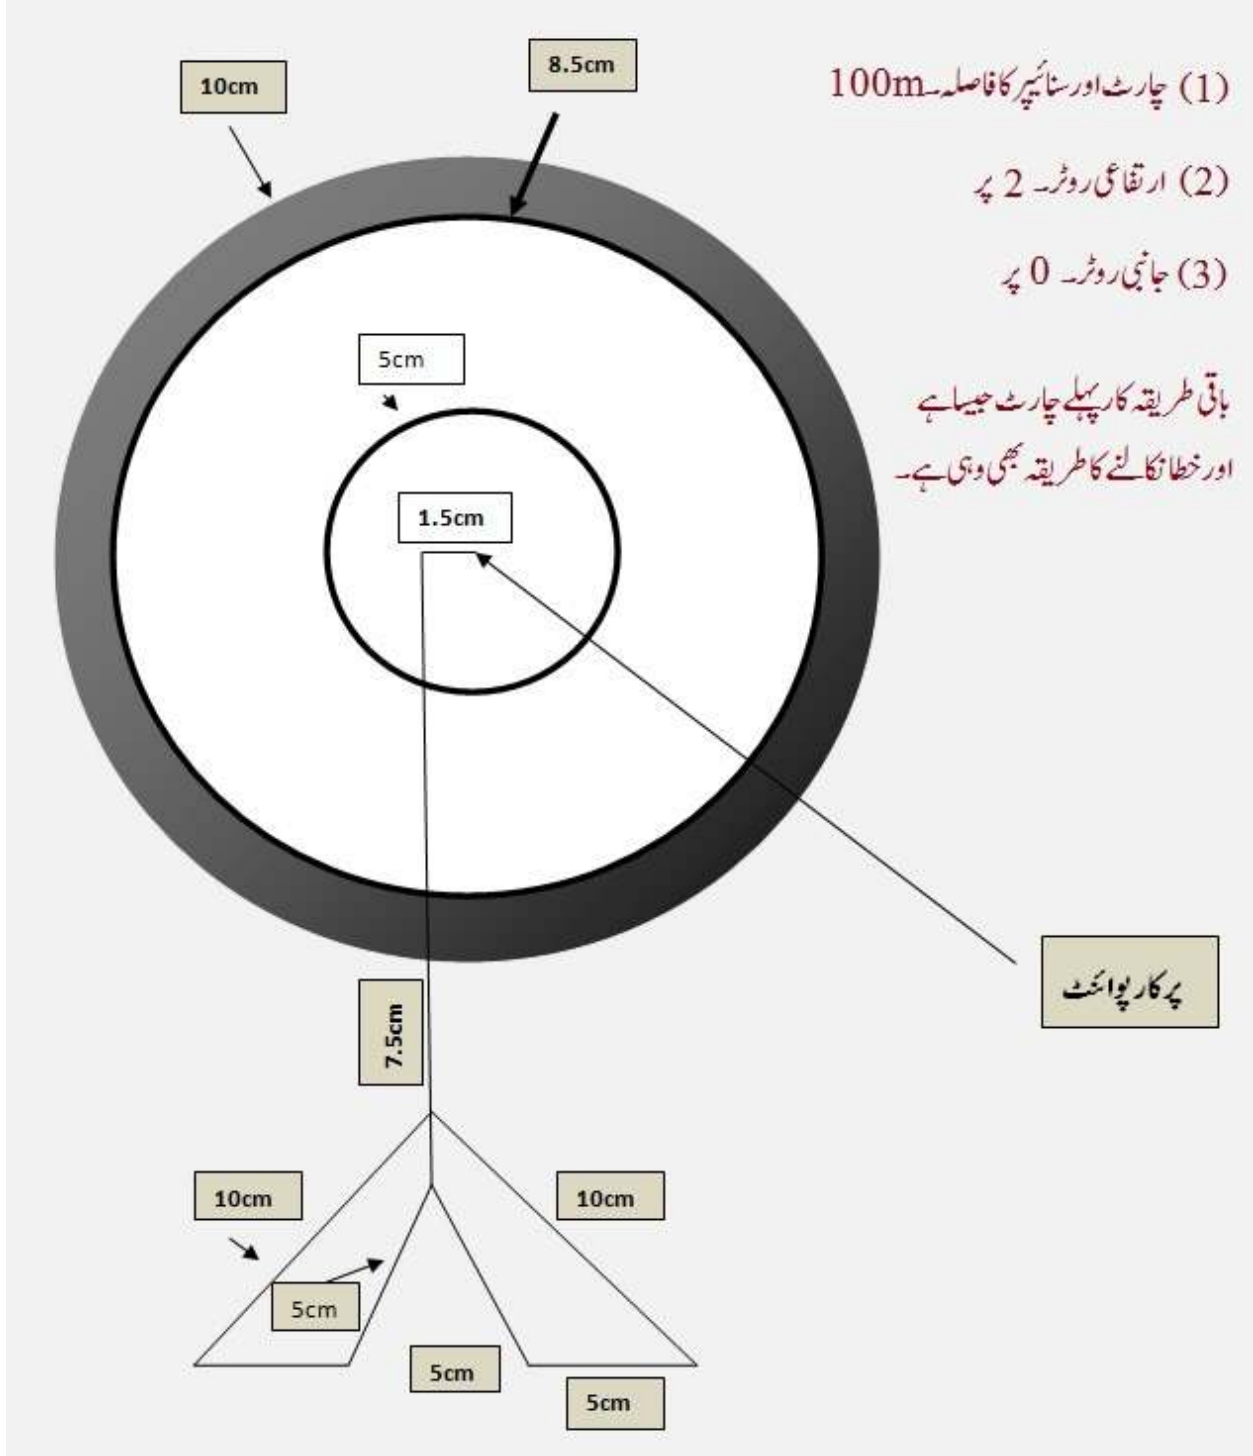 10cm
8.5cm
(1) چارٹ اور سنائیپر کا فاصلہ۔100m
(2) ارتفاعی روٹر۔ 2 پر
(3) جانبی روٹر۔ 0 پر
باقی طریقہ کار پہلے چارٹ جیسا ہے
اور خطا نکالنے کا طریقہ بھی وہی ہے۔
5cm
1.5cm
پرکار پوائنٹ
7.5cm
10cm
10cm
5cm
5cm
5cm